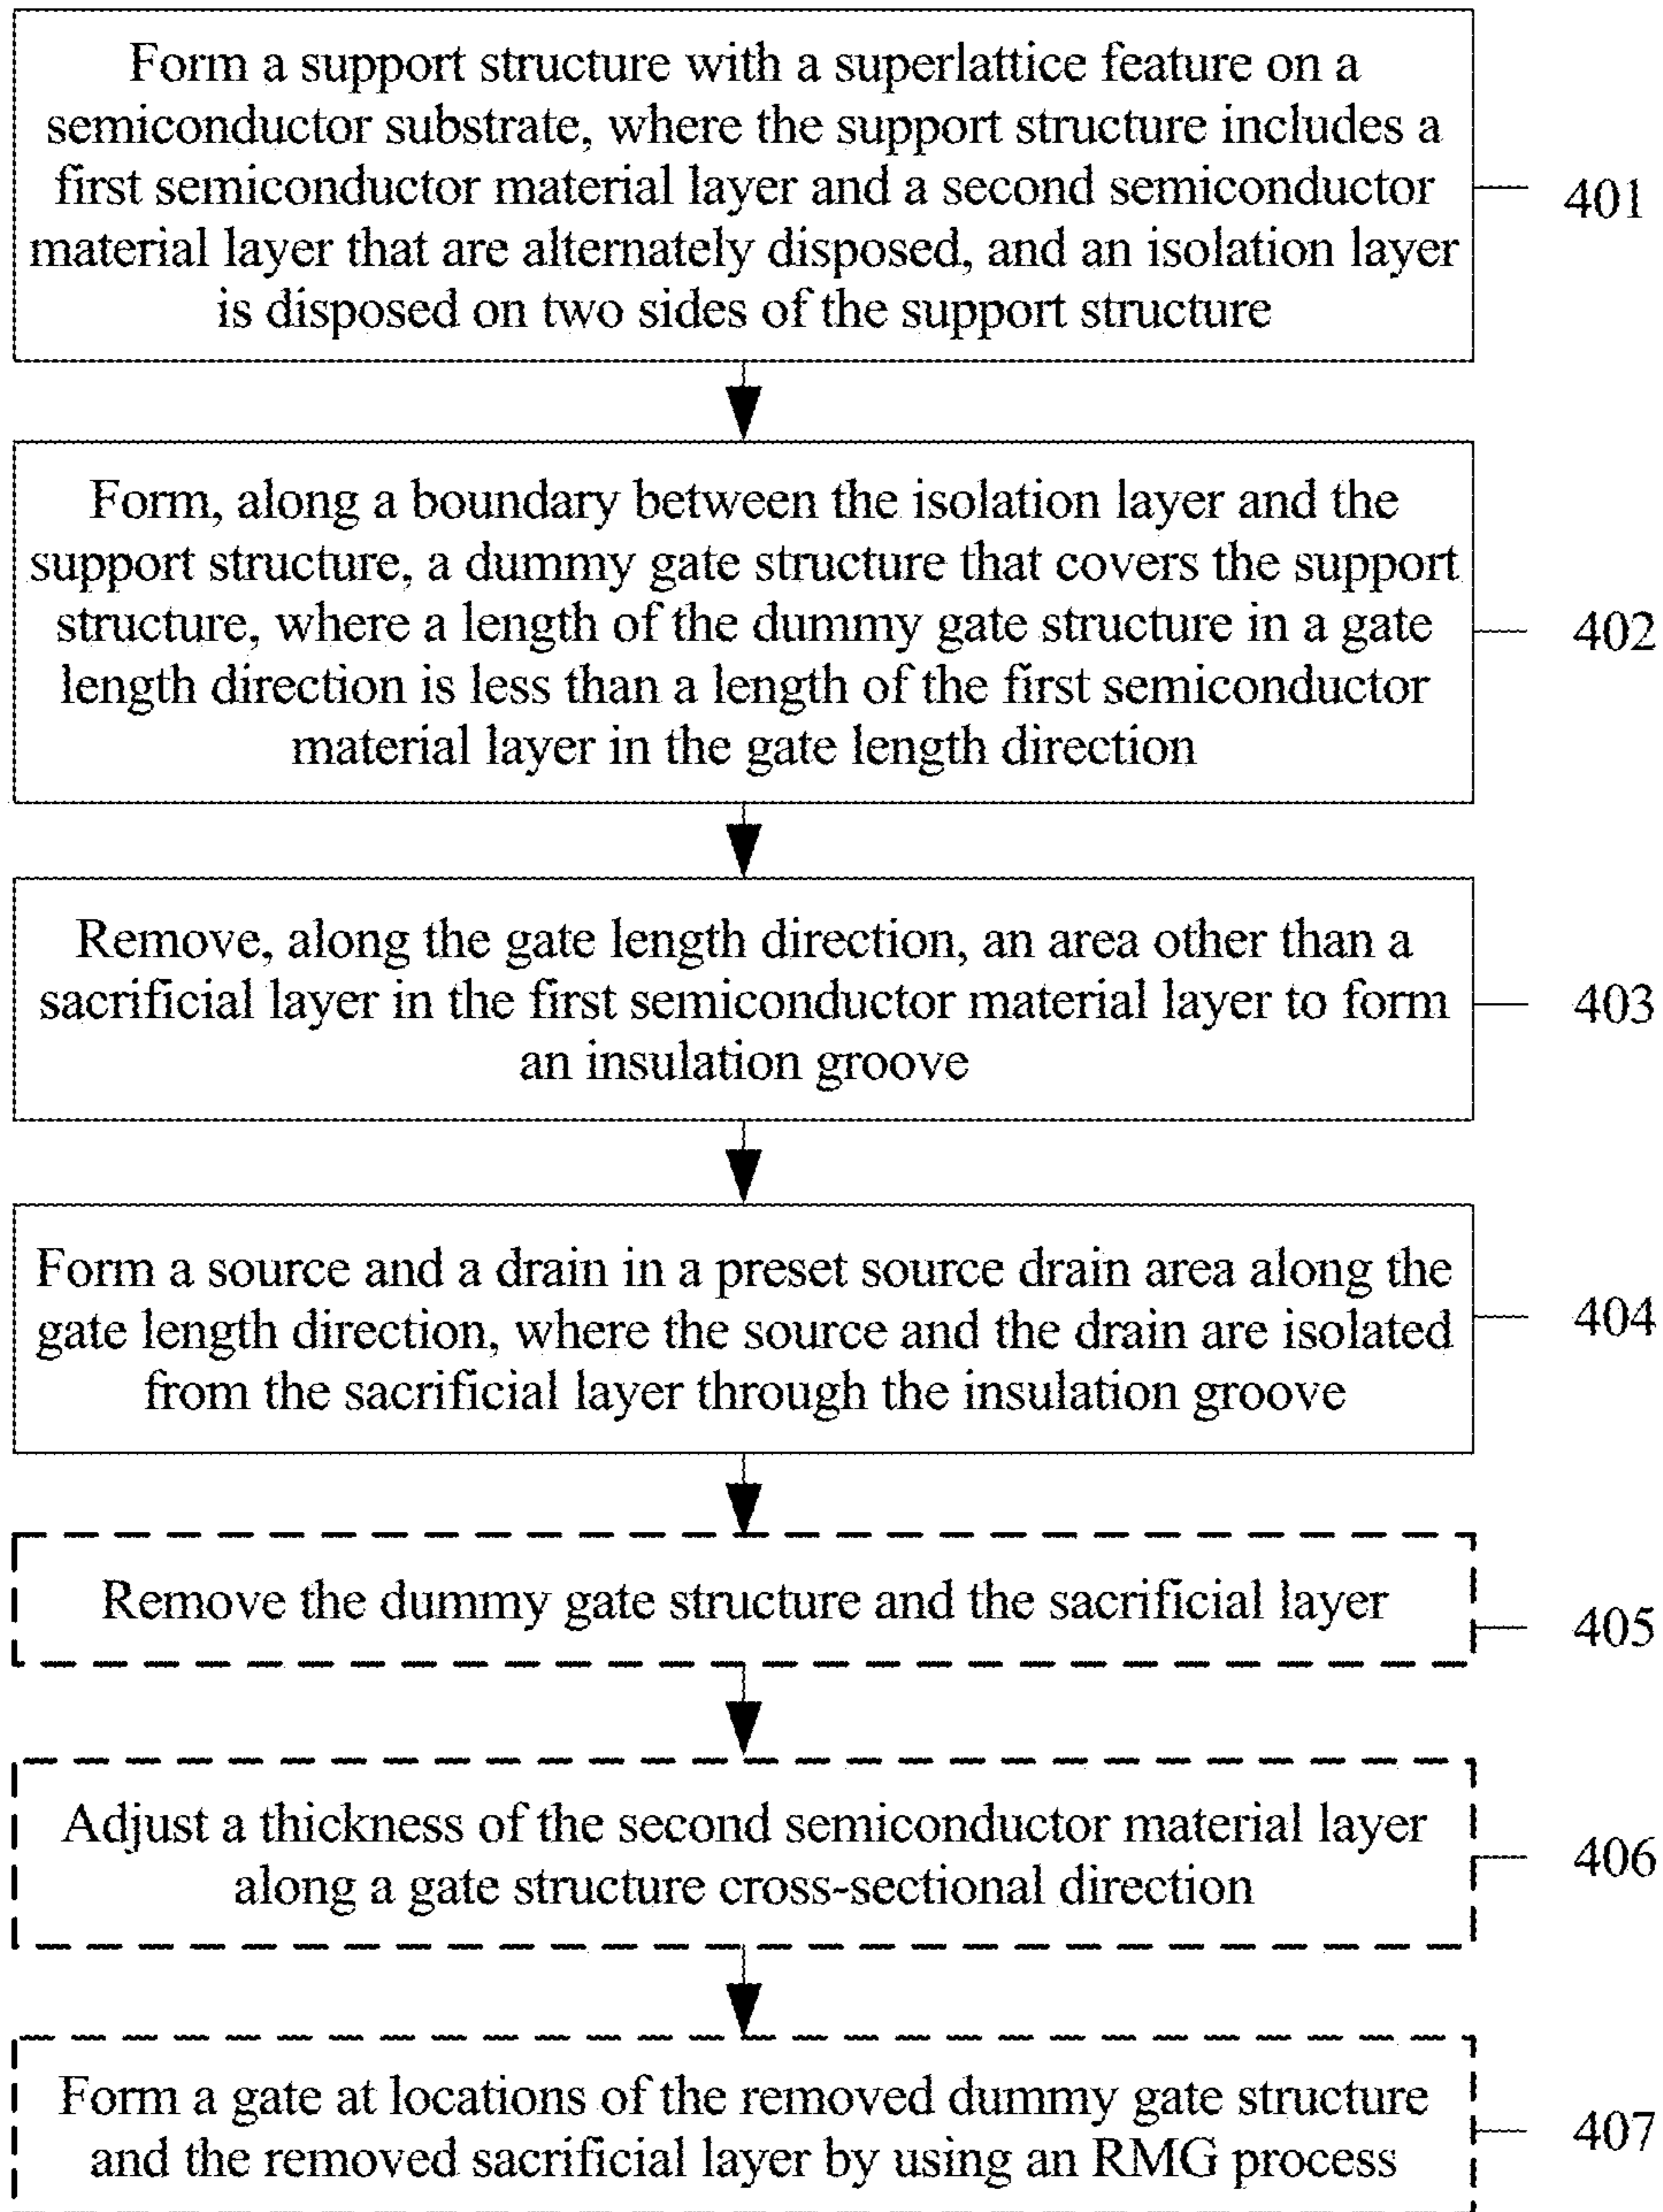 Form a support structure with a superlattice feature on a
semiconductor substrate, where the support structure includes a
first semiconductor material layer and a second semiconductor
material layer that are alternately disposed, and an isolation layer
is disposed on two sides of the support structure
401
Form, along a boundary between the isolation layer and the
support structure, a dummy gate structure that covers the support
structure, where a length of the dummy gate structure in a gate
length direction is less than a length of the first semiconductor
material layer in the gate length direction
402
Remove, along the gate length direction, an area other than a
sacrificial layer in the first semiconductor material layer to form
an insulation groove
403
Form a source and a drain in a preset source drain area along the
gate length direction, where the source and the drain are isolated
from the sacrificial layer through the insulation groove
404
Remove the dummy gate structure and the sacrificial layer
405
Adjust a thickness of the second semiconductor material layer
along a gate structure cross-sectional direction
406
Form a gate at locations of the removed dummy gate structure
and the removed sacrificial layer by using an RMG process
407